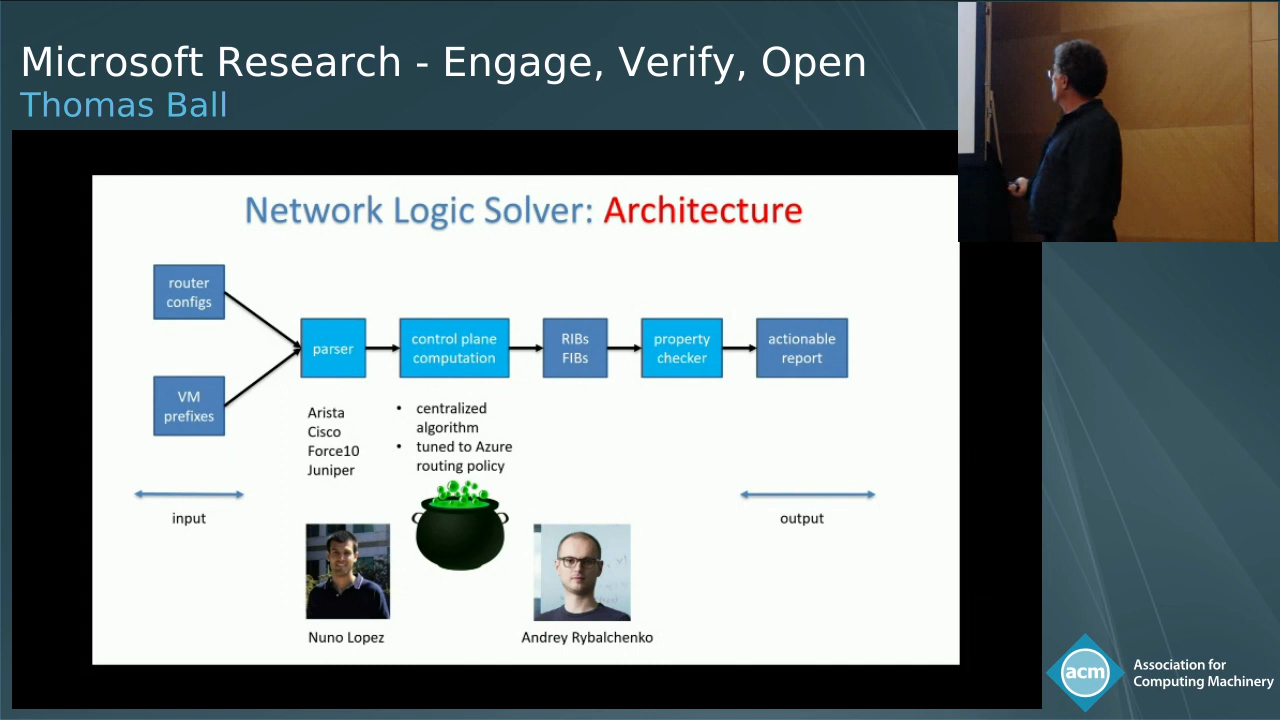 Microsoft Research - Engage, Verify, Open
Thomas Ball
Network Logic Solver: Architecture
router
configs
VM
prefixes
parser
control plane
computation
RIBs
FIBs
property
checker
actionable
report
Arista
Cisco
Force10
Juniper
• centralized
algorithm
• tuned to Azure
routing policy
input
output
Nuno Lopez
Andrey Rybalchenko
acm
Association for
Computing Machinery